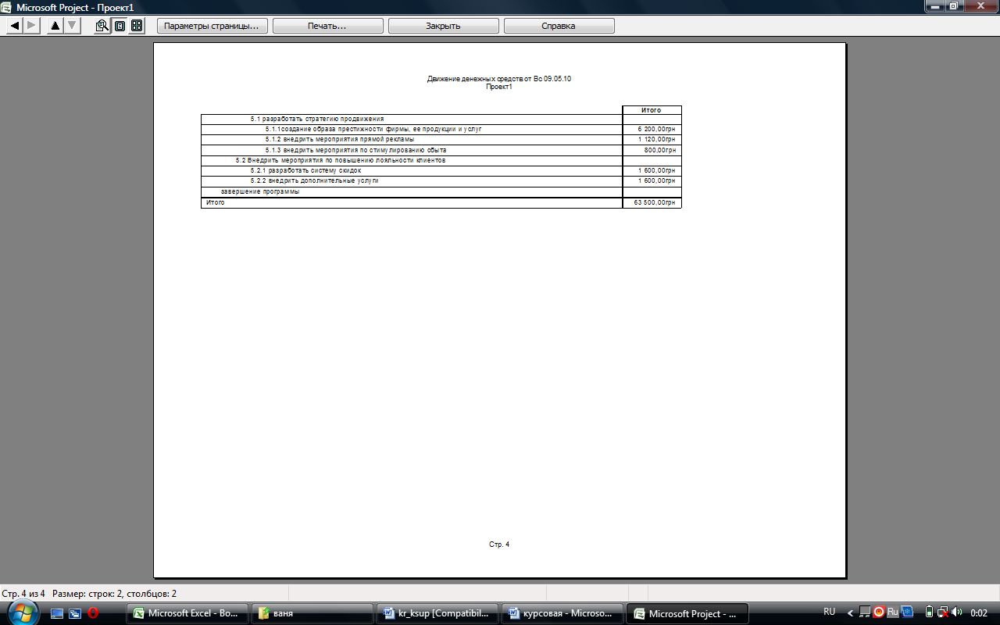 Microsoft Project - Проект1
Параметры страницы... Печать... Закрыть Справка
Движение денежных средств от Вс 09.05.10
Проект1
Итого
5.1 разработать стратегию продвижения
5.1.1создание образа престижности фирмы, ее продукции и услуг 6 200,00грн
5.1.2 внедрить мероприятия прямой рекламы 1 120,00грн
5.1.3 внедрить мероприятия по стимулированию сбыта 800,00грн
5.2 Внедрить мероприятия по повышению лояльности клиентов
5.2.1 разработать систему скидок 1 600,00грн
5.2.2 внедрить дополнительные услуги 1 600,00грн
завершение программы
Итого 63 500,00грн
Стр. 4
Стр. 4 из 4 Размер: строк: 2, столбцов: 2
Microsoft Excel - Во... ваня kr_ksup [Compatibil... курсовая - Microso... Microsoft Project - ... RU Ru 0:02